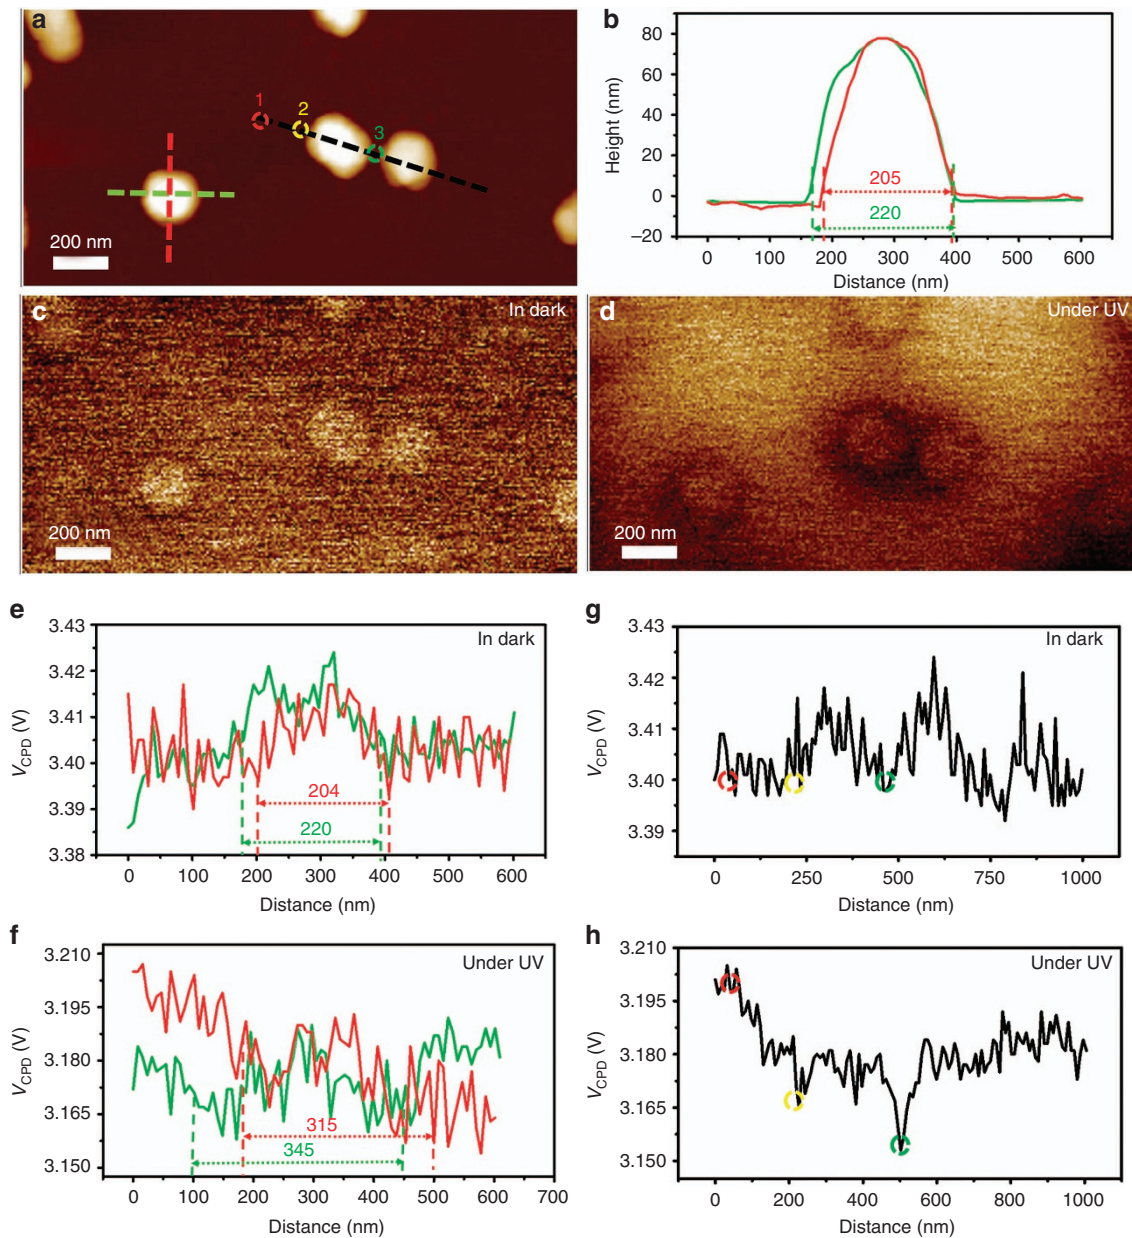 a
1
2
3
200 nm
b
80
60
40
20
0
–20
Height (nm)
205
220
0 100 200 300 400 500 600
Distance (nm)
c
In dark
200 nm
d
Under UV
200 nm
e
In dark
3.43
3.42
3.41
3.40
3.39
3.38
VCPD (V)
204
220
0 100 200 300 400 500 600
Distance (nm)
g
In dark
3.43
3.41
3.40
3.39
VCPD (V)
0 250 500 750 1000
Distance (nm)
f
Under UV
3.210
3.195
3.180
3.165
3.150
VCPD (V)
315
345
0 100 200 300 400 500 600 700
Distance (nm)
h
Under UV
3.210
3.195
3.180
3.165
3.150
VCPD (V)
0 200 400 600 800 1000
Distance (nm)